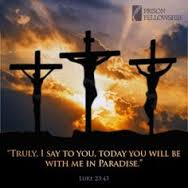 PRISON
FELLOWSHIP
“TRULY, I SAY TO YOU, TODAY YOU WILL BE
WITH ME IN PARADISE.”
LUKE 23:43